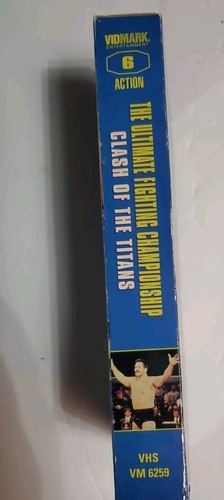 VIDMARK
ENTERTAINMENT
6
ACTION
THE ULTIMATE FIGHTING CHAMPIONSHIP
CLASH OF THE TITANS
VHS
VM 6259